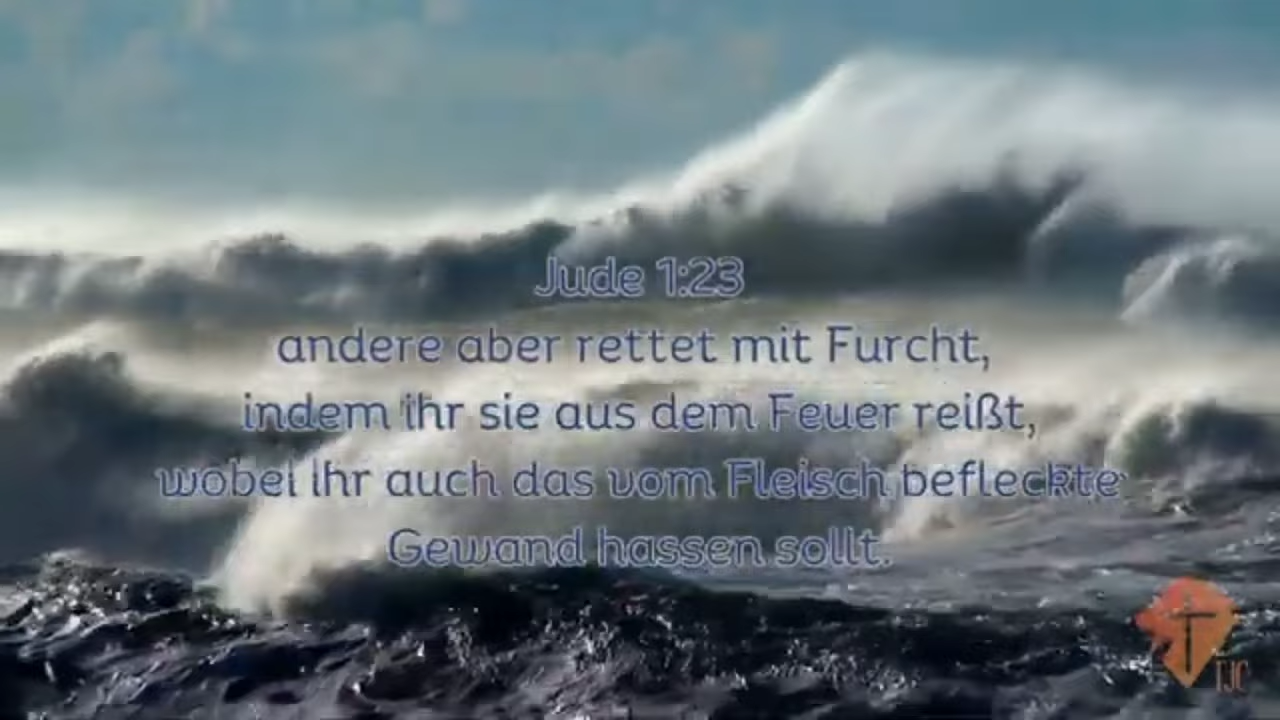 Jude 1:23
andere aber rettet mit Furcht,
indem ihr sie aus dem Feuer reißt,
wobei ihr auch das vom Fleisch befleckte
Gewand hassen sollt.
FJC